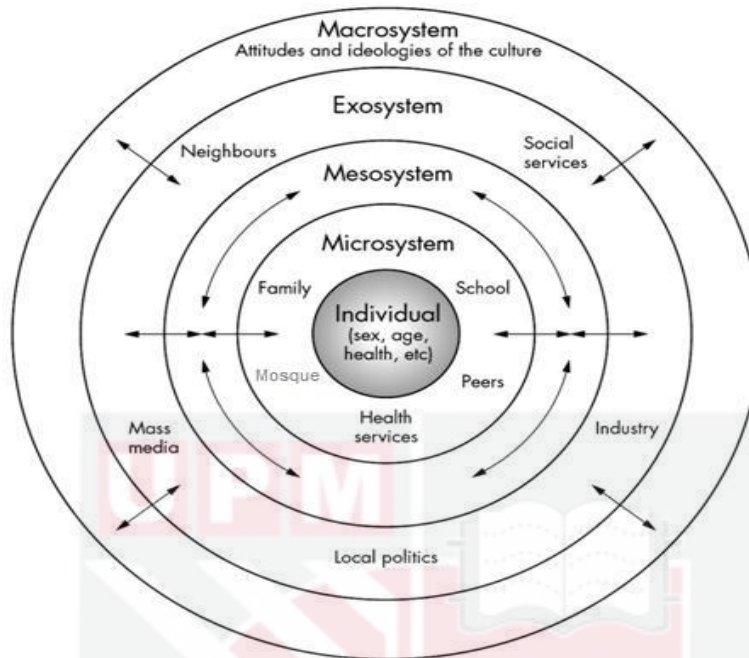 Macrosystem
Attitudes and ideologies of the culture
Exosystem
Neighbours
Social
services
Mesosystem
Microsystem
Family
School
Individual
(sex, age,
health, etc)
Mosque
Peers
Health
services
Mass
media
Industry
Local politics
UPM